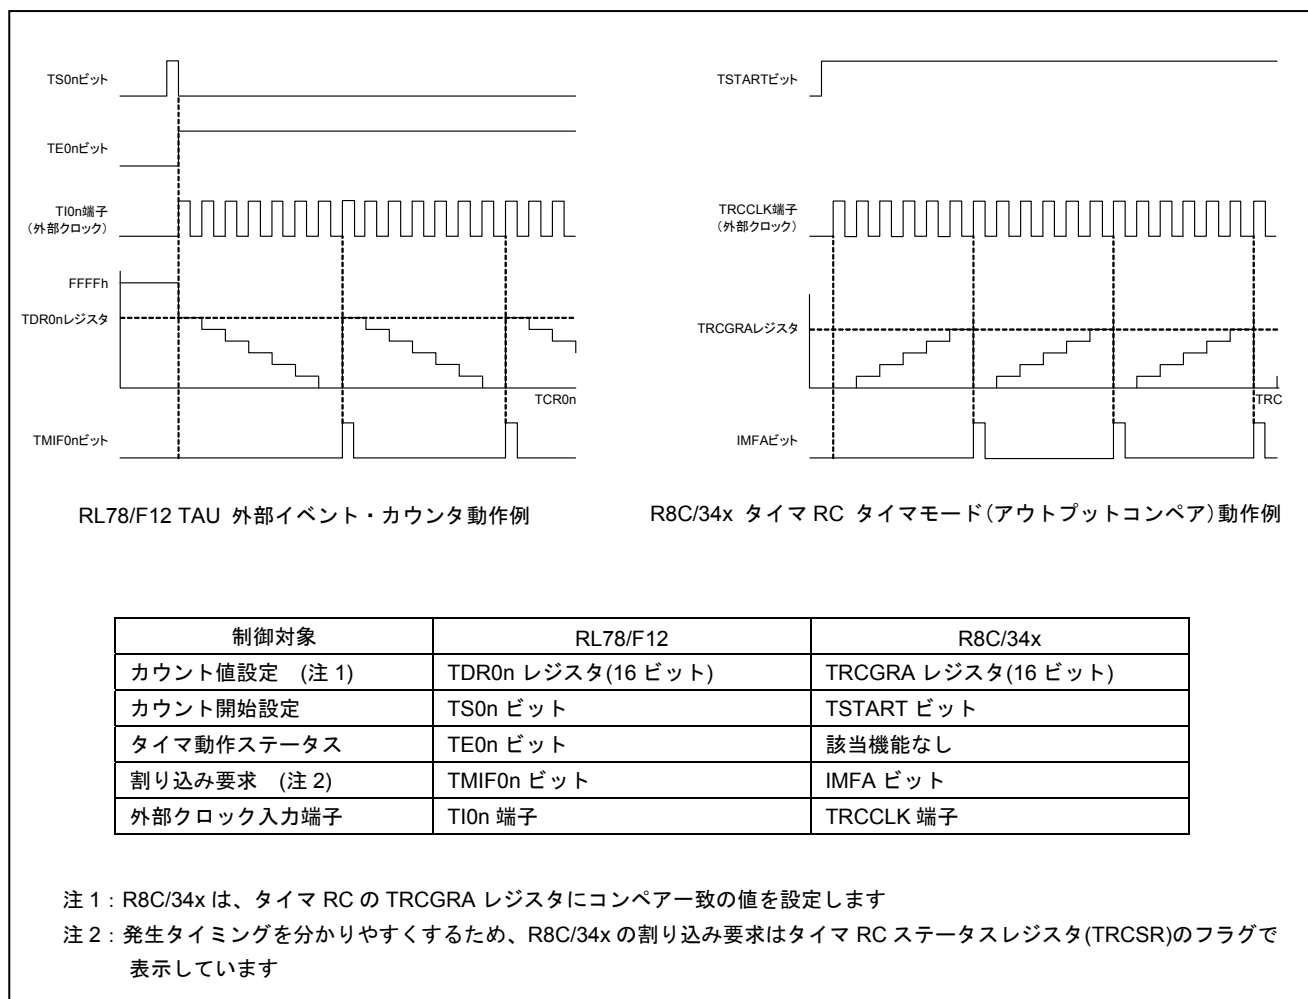 TS0nビット
TE0nビット
TI0n端子
(外部クロック)
FFFFh
TDR0nレジスタ
TCR0n
TMIF0nビット
RL78/F12 TAU 外部イベント・カウンタ動作例
TSTARTビット
TRCCLK端子
(外部クロック)
TRCGRAレジスタ
TRC
IMFAビット
R8C/34x タイマ RC タイマモード(アウトプットコンペア)動作例
制御対象 RL78/F12 R8C/34x
カウント値設定 (注 1) TDR0n レジスタ(16 ビット) TRCGRA レジスタ(16 ビット)
カウント開始設定 TS0n ビット TSTART ビット
タイマ動作ステータス TE0n ビット 該当機能なし
割り込み要求 (注 2) TMIF0n ビット IMFA ビット
外部クロック入力端子 TI0n 端子 TRCCLK 端子
注 1：R8C/34x は、タイマ RC の TRCGRA レジスタにコンペアー致の値を設定します
注 2：発生タイミングを分かりやすくするため、R8C/34x の割り込み要求はタイマ RC ステータスレジスタ(TRCSR)のフラグで
表示しています